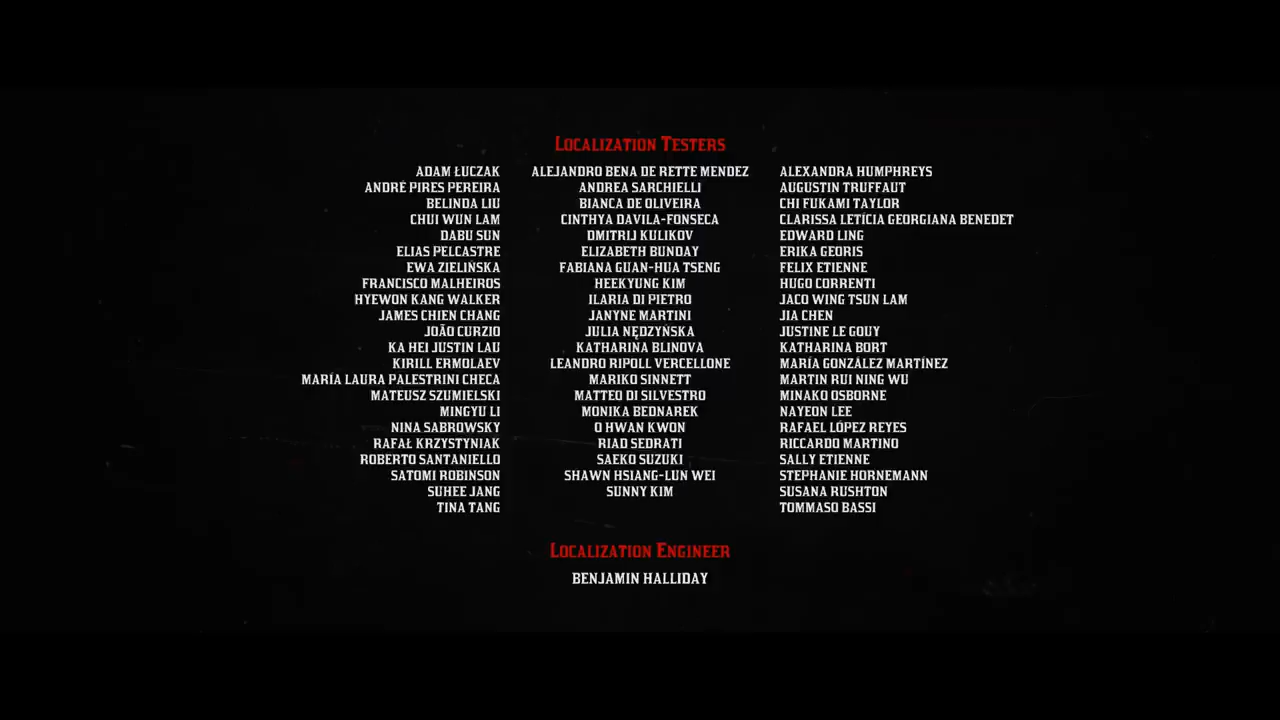 Localization Testers
ADAM ŁUCZAK ALEJANDRO BENA DE RETTE MENDEZ ALEXANDRA HUMPHREYS
ANDRÉ PIRES PEREIRA ANDREA SARCHIELLI AUGUSTIN TRUFFAUT
BELINDA LIU BIANCA DE OLIVEIRA CHI FUKAMI TAYLOR
CHUI WUN LAM CINTHYA DAVILA-FONSECA CLARISSA LETÍCIA GEORGIANA BENEDET
DABU SUN DMITRIJ KULIKOV EDWARD LING
ELIAS PELCASTRE ELIZABETH BUNDAY ERIKA GEORIS
EWA ZIELIŃSKA FABIANA GUAN-HUA TSENG FELIX ETIENNE
FRANCISCO MALHEIROS HEEKYUNG KIM HUGO CORRENTI
HYEWON KANG WALKER ILARIA DI PIETRO JACO WING TSUN LAM
JAMES CHIEN CHANG JANYNE MARTINI JIA CHEN
JOÃO CURZIO JULIA NĘDZYŃSKA JUSTINE LE GOUY
KA HEI JUSTIN LAU KATHARINA BLINOVA KATHARINA BORT
KIRILL ERMOLAEV LEANDRO RIPOLL VERCELLONE MARÍA GONZÁLEZ MARTÍNEZ
MARÍA LAURA PALESTRINI CHECA MARIKO SINNETT MARTIN RUI NING WU
MATEUSZ SZUMIELSKI MATTEO DI SILVESTRO MINAKO OSBORNE
MINGYU LI MONIKA BEDNAREK NAYEON LEE
NINA SABROWSKY O HWAN KWON RAFAEL LÓPEZ REYES
RAFAŁ KRZYSTYNIAK RIAD SEDRATI RICCARDO MARTINO
ROBERTO SANTANIELLO SAEKO SUZUKI SALLY ETIENNE
SATOMI ROBINSON SHAWN HSIANG-LUN WEI STEPHANIE HORNEMANN
SUHEE JANG SUNNY KIM SUSANA RUSHTON
TINA TANG TOMMASO BASSI
Localization Engineer
BENJAMIN HALLIDAY